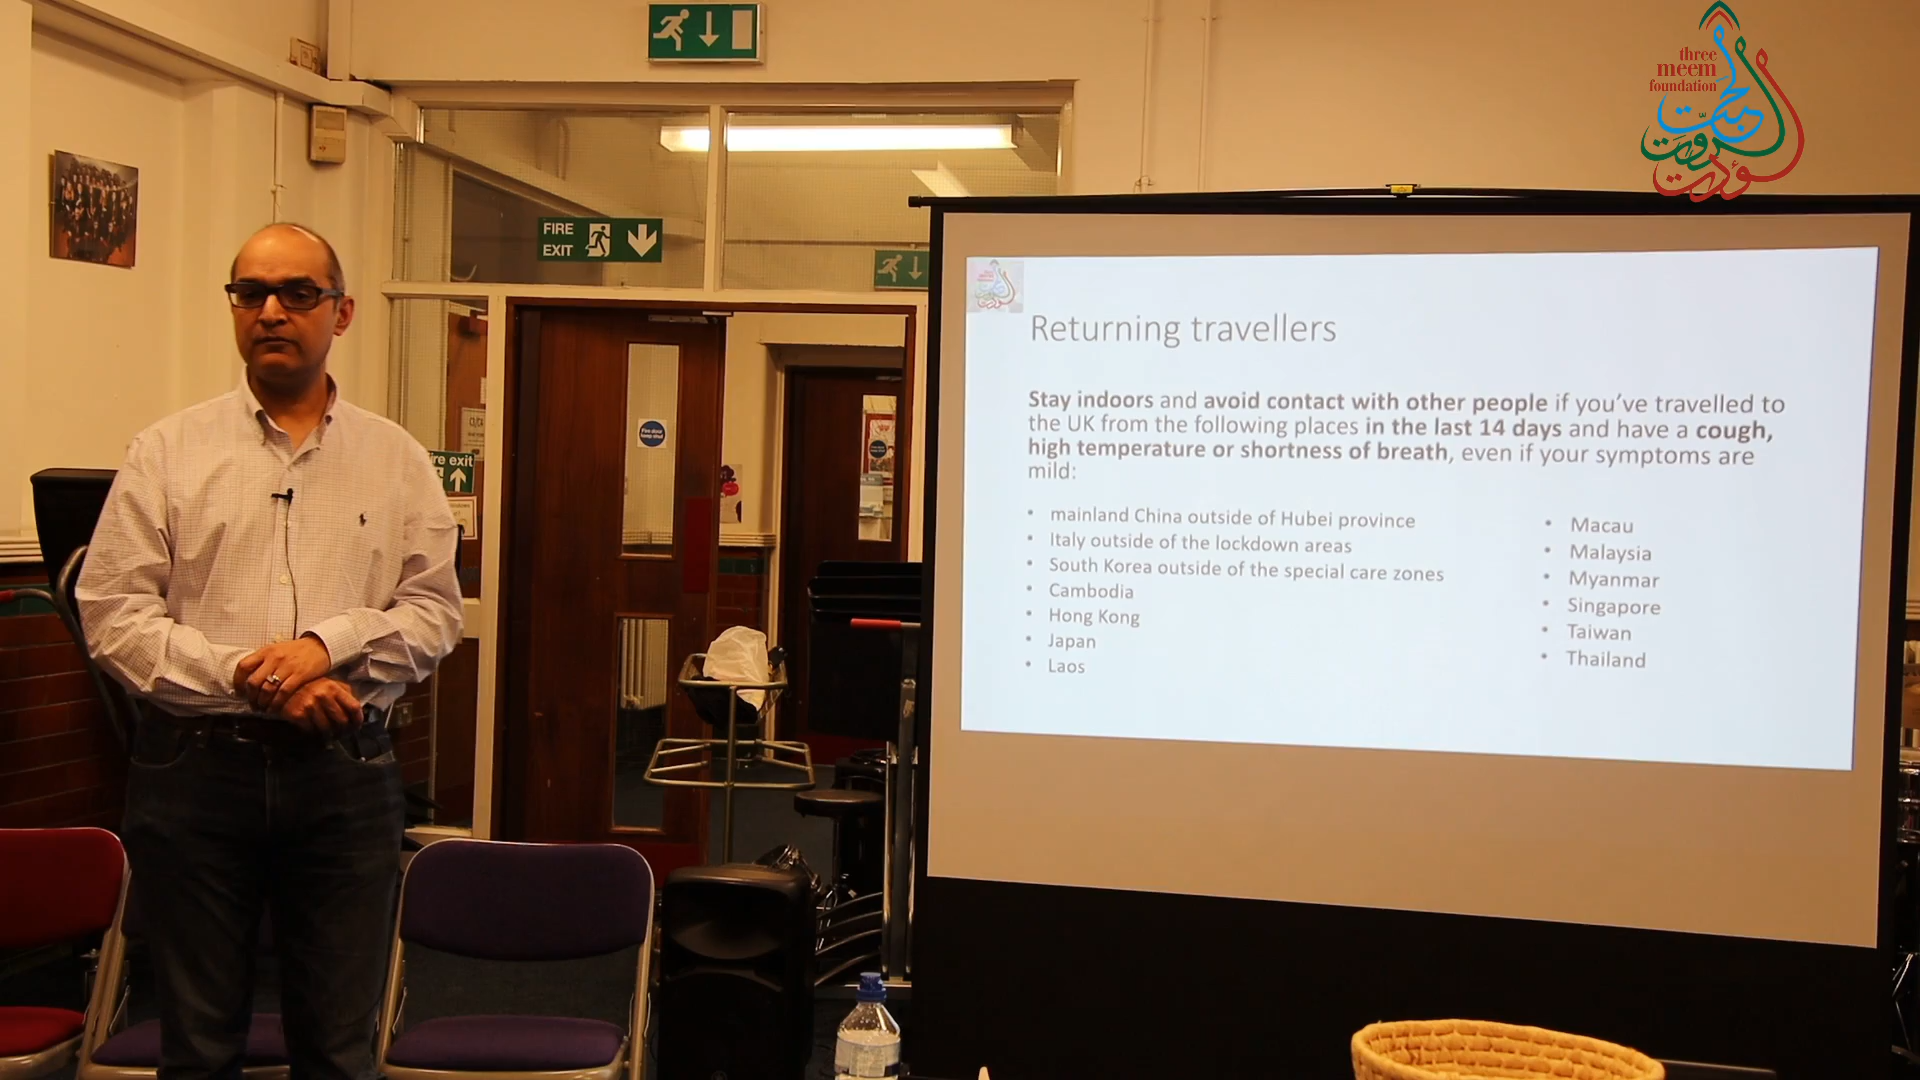 three
meem
foundation
محبت
مروّت
مؤدت
FIRE
EXIT
fire exit
Returning travellers
Stay indoors and avoid contact with other people if you've travelled to
the UK from the following places in the last 14 days and have a cough,
high temperature or shortness of breath, even if your symptoms are
mild:
• mainland China outside of Hubei province
• Italy outside of the lockdown areas
• South Korea outside of the special care zones
• Cambodia
• Hong Kong
• Japan
• Laos
• Macau
• Malaysia
• Myanmar
• Singapore
• Taiwan
• Thailand